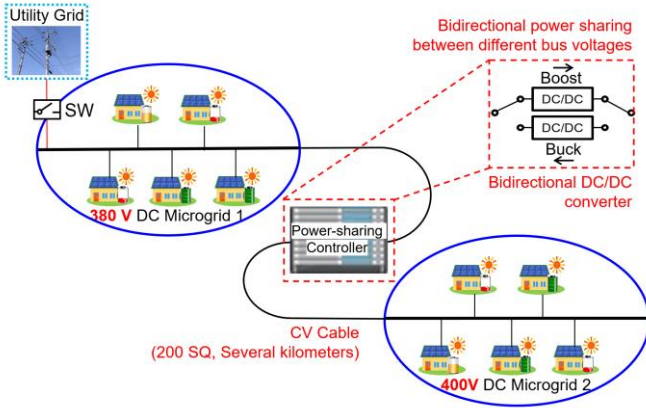 Utility Grid
SW
380 V DC Microgrid 1
Bidirectional power sharing
between different bus voltages
Boost
DC/DC
DC/DC
Buck
Bidirectional DC/DC
converter
Power-sharing
Controller
CV Cable
(200 SQ, Several kilometers)
400V DC Microgrid 2